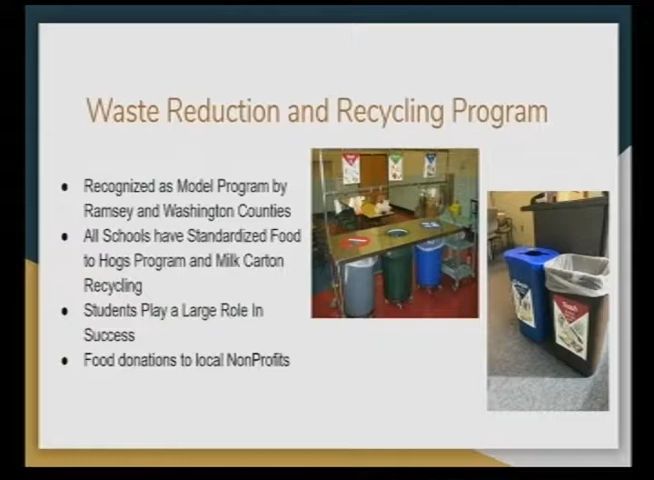 Waste Reduction and Recycling Program
● Recognized as Model Program by
Ramsey and Washington Counties
● All Schools have Standardized Food
to Hogs Program and Milk Carton
Recycling
● Students Play a Large Role In
Success
● Food donations to local NonProfits
Trash